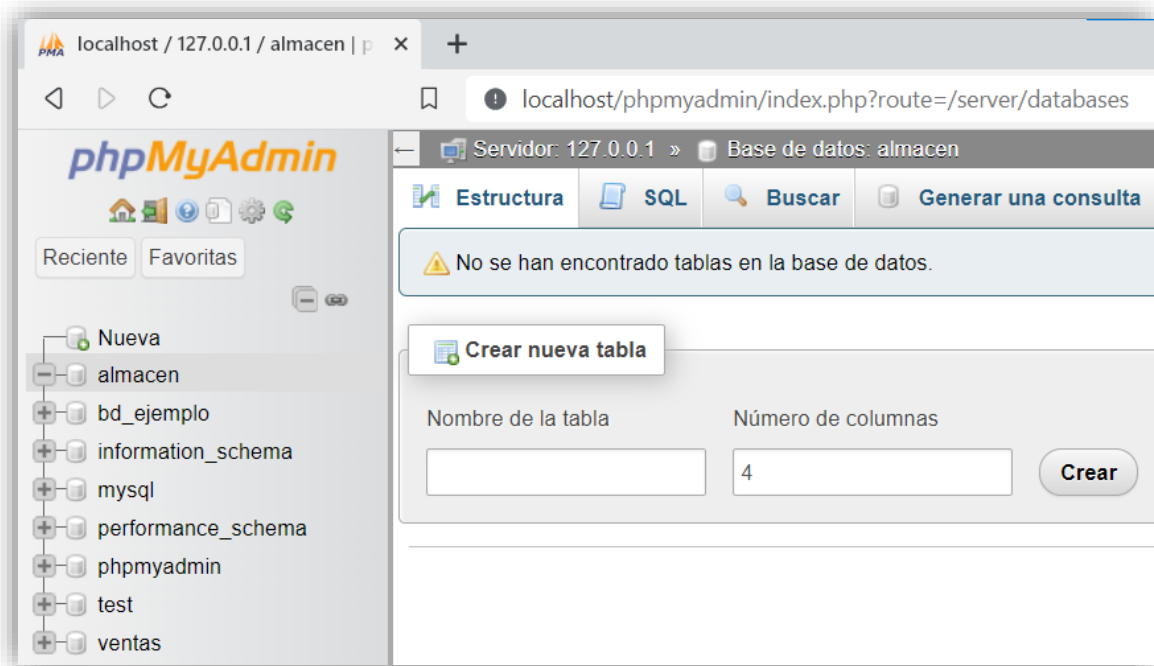 localhost / 127.0.0.1 / almacen | p
localhost/phpmyadmin/index.php?route=/server/databases
phpMyAdmin
Reciente Favoritas
Nueva
almacen
bd_ejemplo
information_schema
mysql
performance_schema
phpmyadmin
test
ventas
Servidor: 127.0.0.1 » Base de datos: almacen
Estructura SQL Buscar Generar una consulta
No se han encontrado tablas en la base de datos.
Crear nueva tabla
Nombre de la tabla Número de columnas
4 Crear